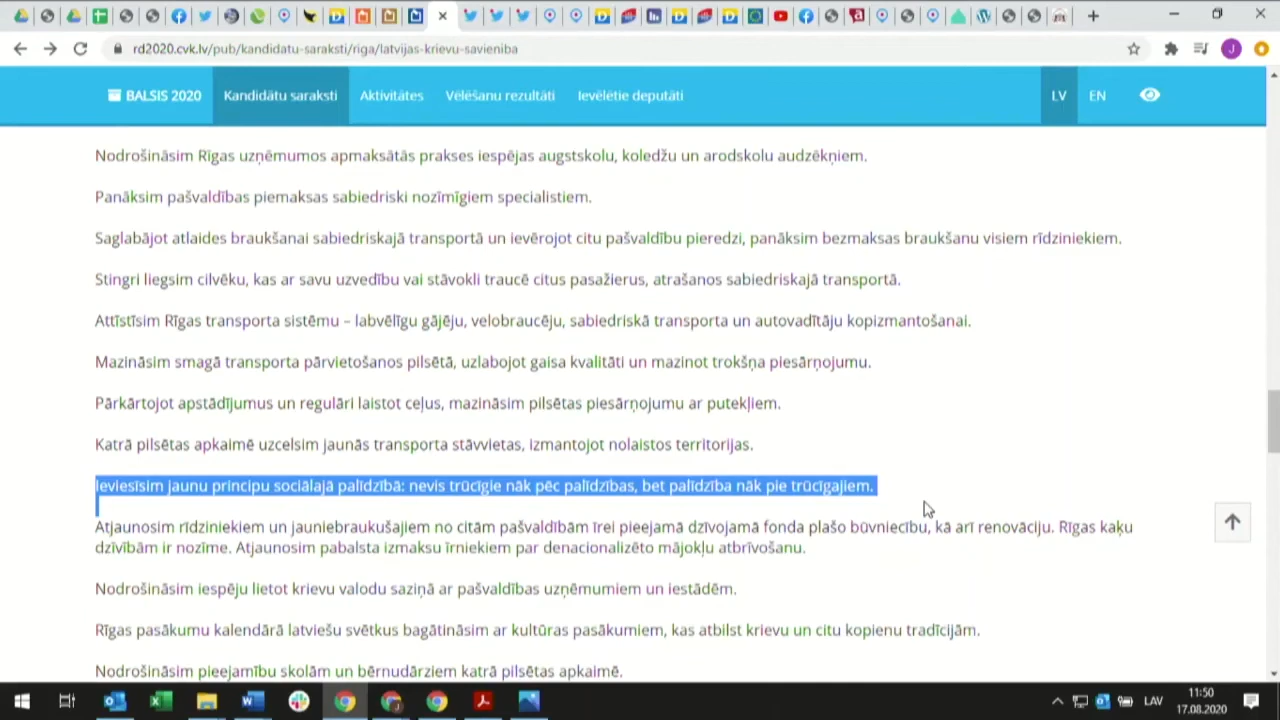 rd2020.cvk.lv/pub/kandidatu-saraksti/riga/latvijas-krievu-savieniba
J
BALSIS 2020
Kandidātu saraksti
Aktivitātes
Vēlēšanu rezultāti
Ievēlētie deputāti
LV
EN
Nodrošināsim Rīgas uzņēmumos apmaksātās prakses iespējas augstskolu, koledžu un arodskolu audzēkņiem.
Panāksim pašvaldības piemaksas sabiedriski nozīmīgiem specialistiem.
Saglabājot atlaides braukšanai sabiedriskajā transportā un ievērojot citu pašvaldību pieredzi, panāksim bezmaksas braukšanu visiem rīdziniekiem.
Stingri liegsim cilvēku, kas ar savu uzvedību vai stāvokli traucē citus pasažierus, atrašanos sabiedriskajā transportā.
Attīstīsim Rīgas transporta sistēmu – labvēlīgu gājēju, velobraucēju, sabiedriskā transporta un autovadītāju kopizmantošanai.
Mazināsim smagā transporta pārvietošanos pilsētā, uzlabojot gaisa kvalitāti un mazinot trokšņa piesārņojumu.
Pārkārtojot apstādījumus un regulāri laistot ceļus, mazināsim pilsētas piesārņojumu ar putekļiem.
Katrā pilsētas apkaimē uzcelsim jaunās transporta stāvvietas, izmantojot nolaistos territorijas.
Ieviesīsim jaunu principu sociālajā palīdzībā: nevis trūcīgie nāk pēc palīdzības, bet palīdzība nāk pie trūcīgajiem.
Atjaunosim rīdziniekiem un jauniebraukušajiem no citām pašvaldībām īrei pieejamā dzīvojamā fonda plašo būvniecību, kā arī renovāciju. Rīgas kaķu
dzīvībām ir nozīme. Atjaunosim pabalsta izmaksu īrniekiem par denacionalizēto mājokļu atbrīvošanu.
Nodrošināsim iespēju lietot krievu valodu saziņā ar pašvaldības uzņēmumiem un iestādēm.
Rīgas pasākumu kalendārā latviešu svētkus bagātināsim ar kultūras pasākumiem, kas atbilst krievu un citu kopienu tradīcijām.
Nodrošināsim pieejamību skolām un bērnudārziem katrā pilsētas apkaimē.
LAV
11:50
17.08.2020